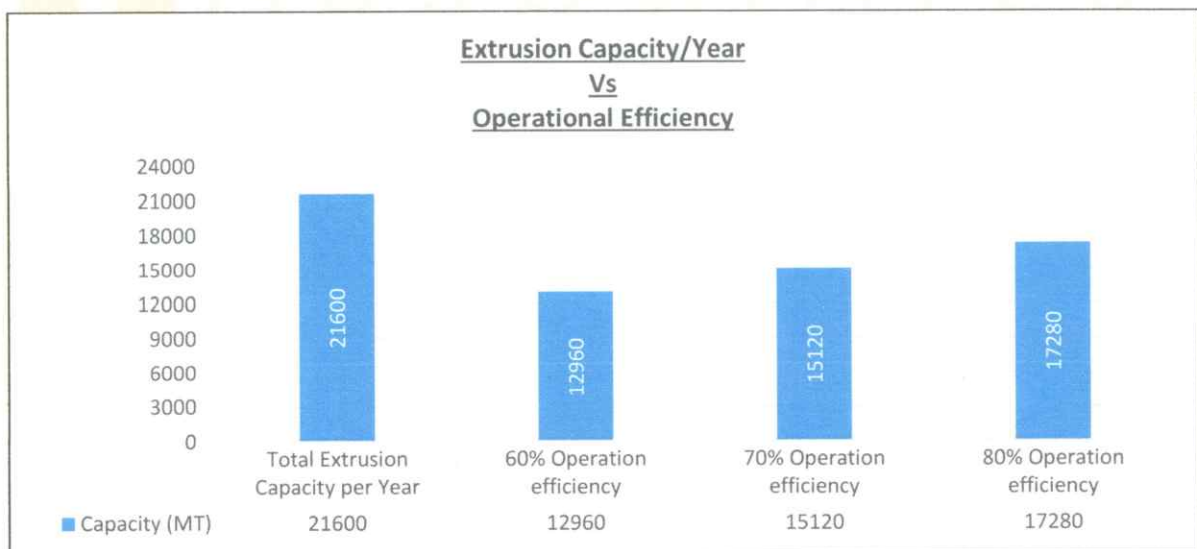 Extrusion Capacity/Year
Vs
Operational Efficiency
24000
21000
18000
15000
12000
9000
6000
3000
0
21600
12960
15120
17280
Total Extrusion Capacity per Year
60% Operation efficiency
70% Operation efficiency
80% Operation efficiency
Capacity (MT) 21600 12960 15120 17280